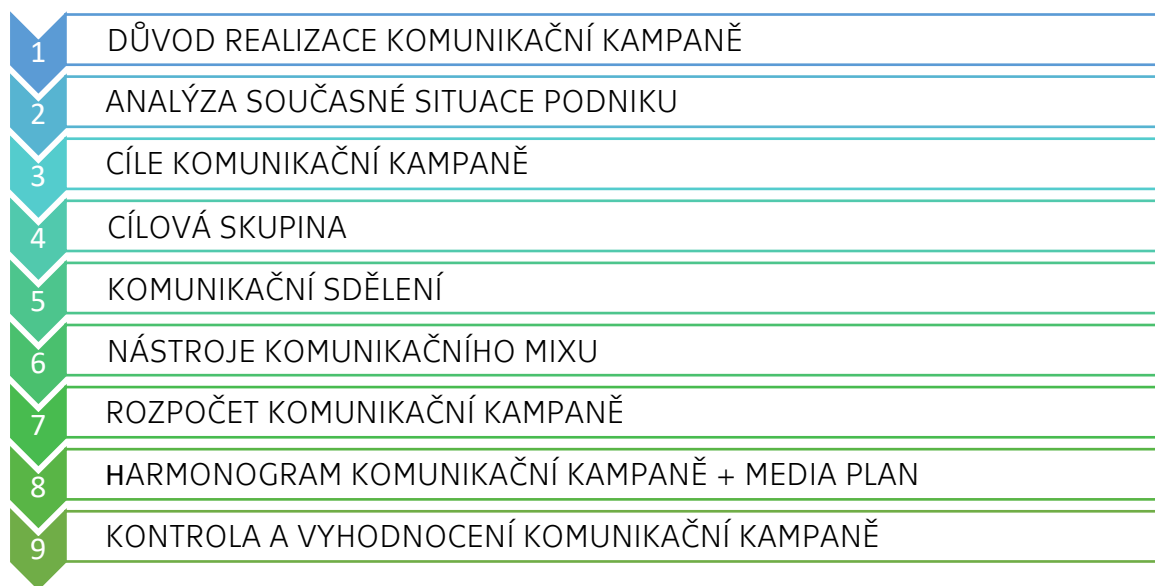 1 DŮVOD REALIZACE KOMUNIKAČNÍ KAMPANĚ
2 ANALÝZA SOUČASNÉ SITUACE PODNIKU
3 CÍLE KOMUNIKAČNÍ KAMPANĚ
4 CÍLOVÁ SKUPINA
5 KOMUNIKAČNÍ SDĚLENÍ
6 NÁSTROJE KOMUNIKAČNÍHO MIXU
7 ROZPOČET KOMUNIKAČNÍ KAMPANĚ
8 HARMONOGRAM KOMUNIKAČNÍ KAMPANĚ + MEDIA PLAN
9 KONTROLA A VYHODNOCENÍ KOMUNIKAČNÍ KAMPANĚ